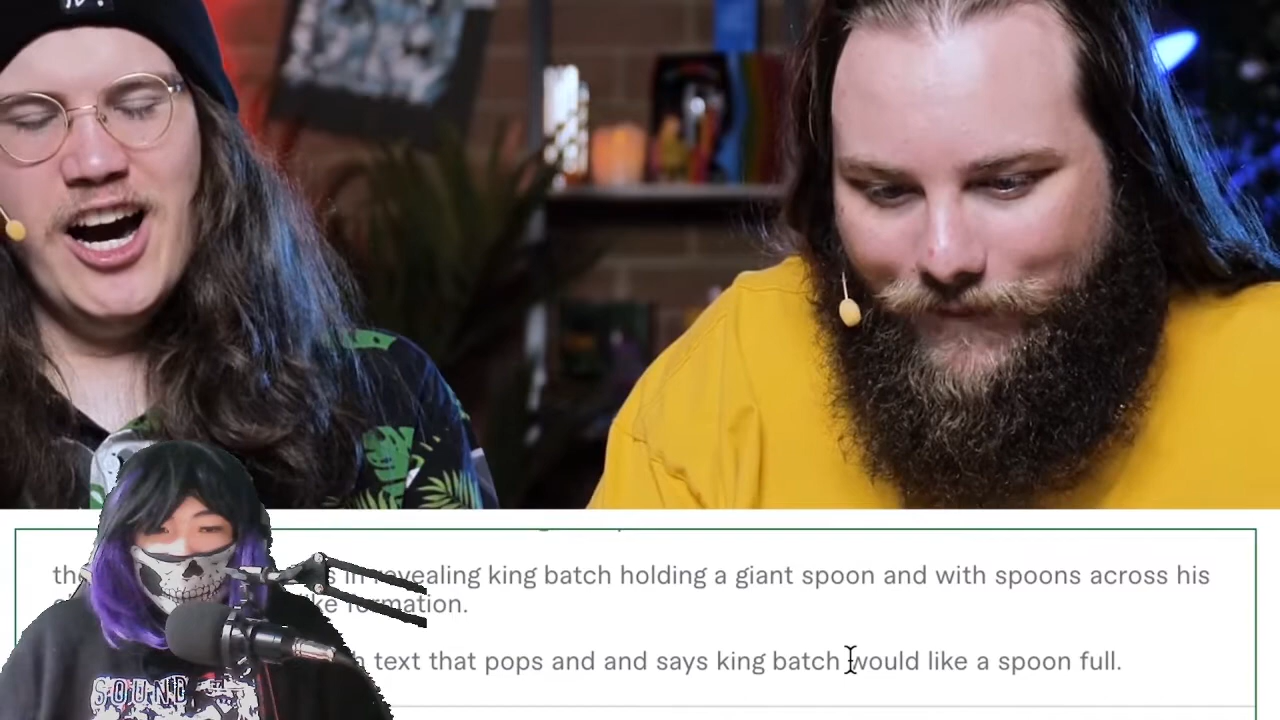 s in revealing king batch holding a giant spoon and with spoons across his
ke formation.
text that pops and and says king batch would like a spoon full.
SOUND